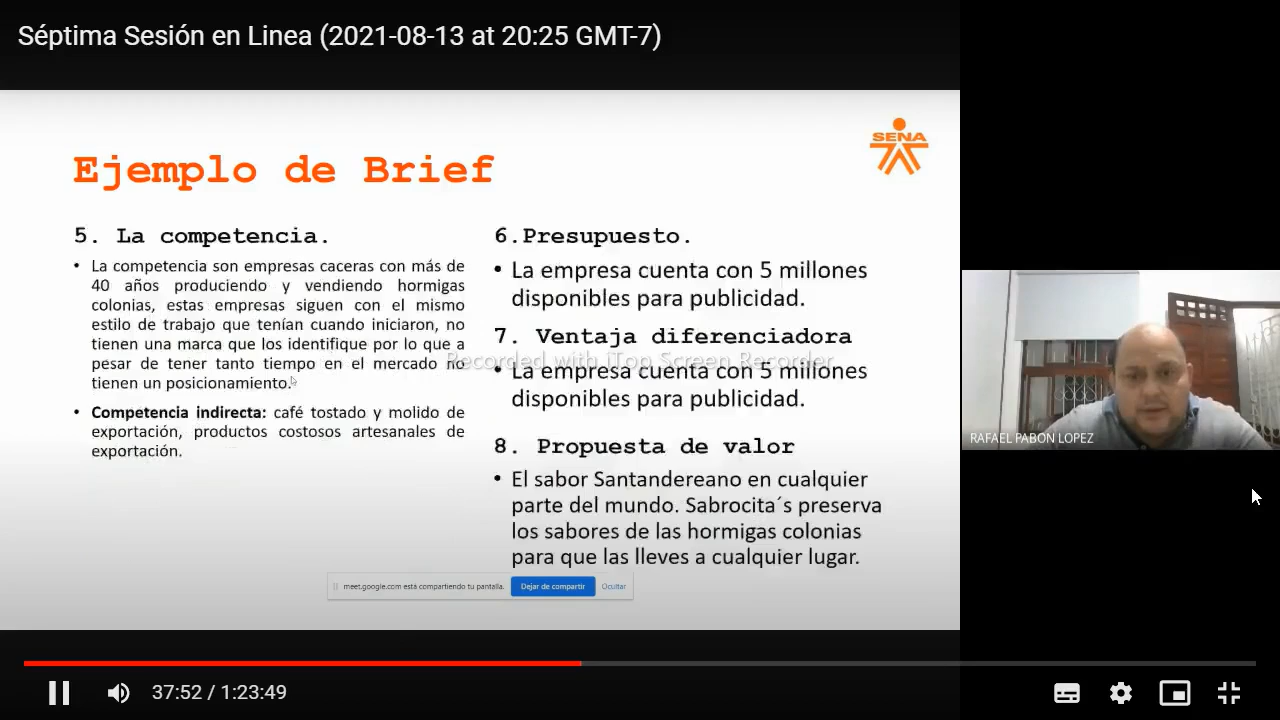 Séptima Sesión en Linea (2021-08-13 at 20:25 GMT-7)
SENA
Ejemplo de Brief
5. La competencia.
• La competencia son empresas caceras con más de
40 años produciendo y vendiendo hormigas
colonias, estas empresas siguen con el mismo
estilo de trabajo que tenían cuando iniciaron, no
tienen una marca que los identifique por lo que a
pesar de tener tanto tiempo en el mercado no
tienen un posicionamiento.
• Competencia indirecta: café tostado y molido de
exportación, productos costosos artesanales de
exportación.
6.Presupuesto.
• La empresa cuenta con 5 millones
disponibles para publicidad.
7. Ventaja diferenciadora
Recorded with iTop Screen Recorder
• La empresa cuenta con 5 millones
disponibles para publicidad.
8. Propuesta de valor
• El sabor Santandereano en cualquier
parte del mundo. Sabrocita´s preserva
los sabores de las hormigas colonias
para que las lleves a cualquier lugar.
RAFAEL PABON LOPEZ
meet.google.com está compartiendo tu pantalla. Dejar de compartir Ocultar
37:52 / 1:23:49